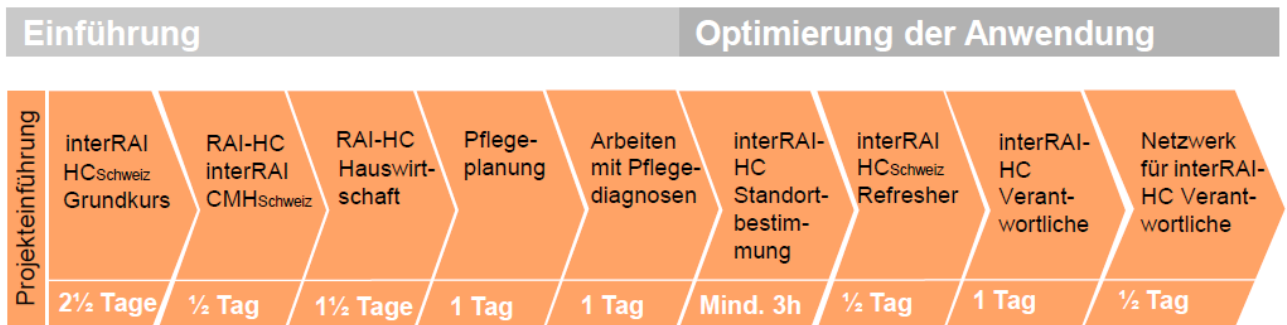 Einführung
Optimierung der Anwendung
Projekteinführung
interRAI
HCSchweiz
Grundkurs
2½ Tage
RAI-HC
interRAI
CMHSchweiz
½ Tag
RAI-HC
Hauswirt-
schaft
1½ Tage
Pflege-
planung
1 Tag
Arbeiten
mit Pflege-
diagnosen
1 Tag
interRAI-
HC
Standort-
bestim-
mung
Mind. 3h
interRAI
HCSchweiz
Refresher
½ Tag
interRAI-
HC
Verant-
wortliche
1 Tag
Netzwerk
für interRAI-
HC Verant-
wortliche
½ Tag